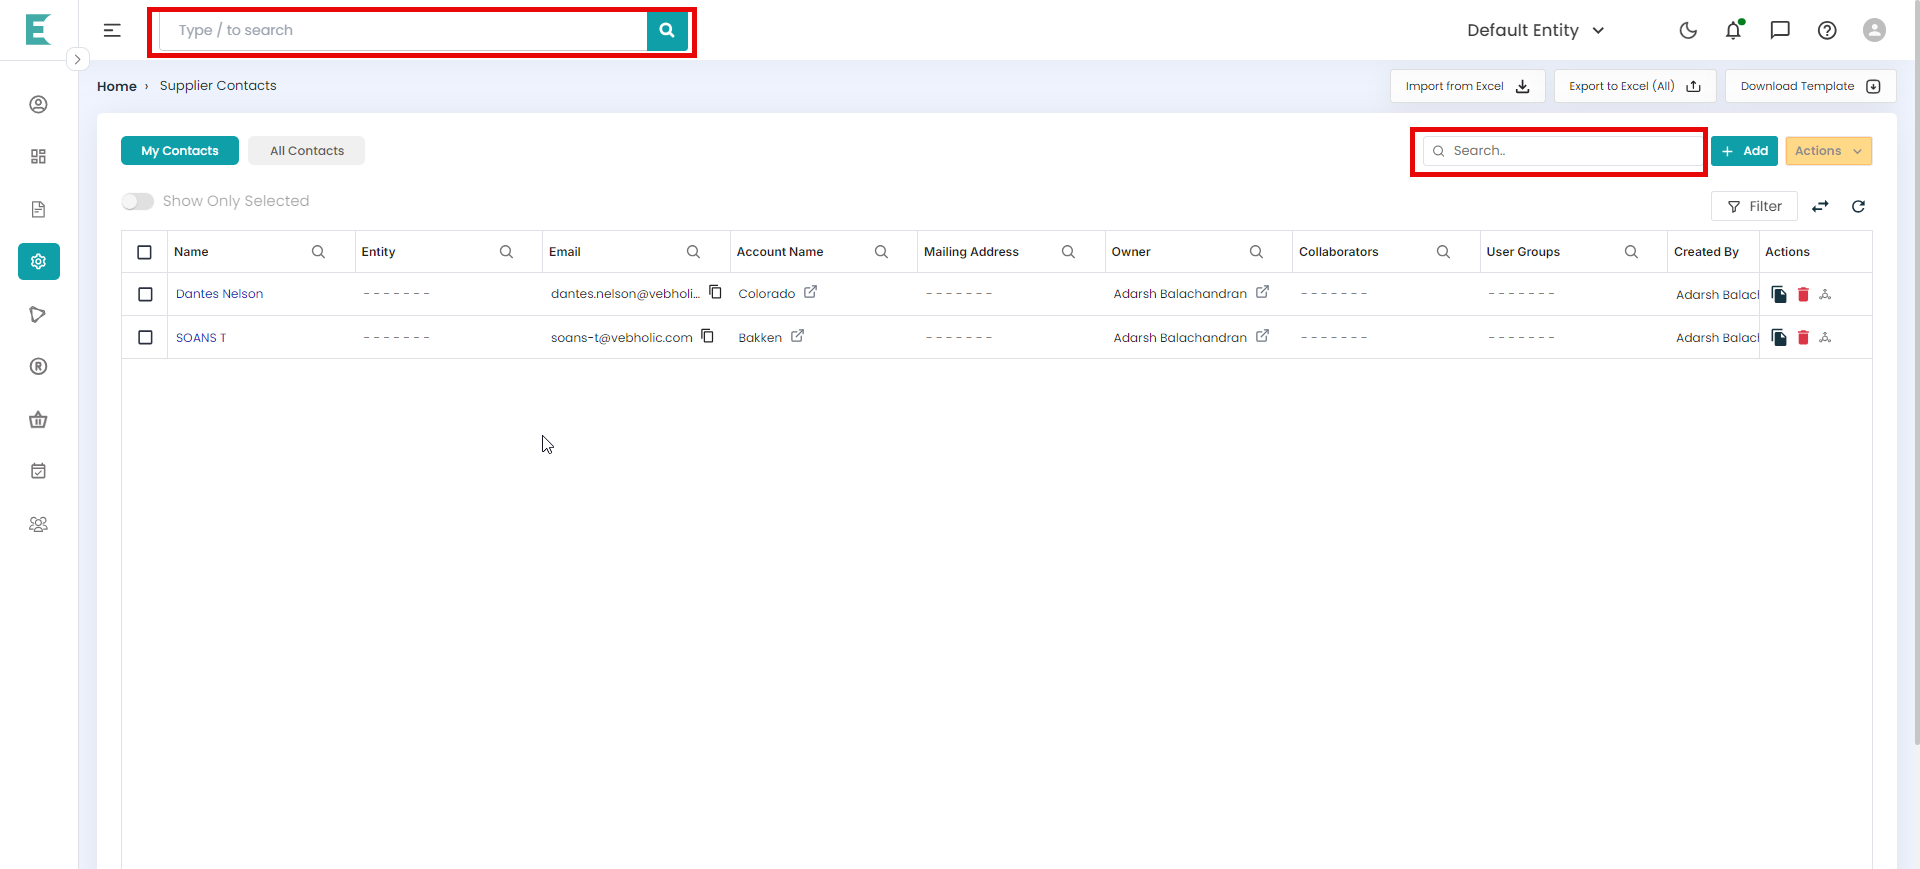 Type / to search
Default Entity
Home › Supplier Contacts
Import from Excel
Export to Excel (All)
Download Template
My Contacts
All Contacts
Search..
+ Add
Actions
Show Only Selected
Filter
Name Entity Email Account Name Mailing Address Owner Collaborators User Groups Created By Actions
Dantes Nelson ------- dantes.nelson@vebholi... Colorado ------- Adarsh Balachandran ------- ------- Adarsh Balach
SOANS T ------- soans-t@vebholic.com Bakken ------- Adarsh Balachandran ------- ------- Adarsh Balach